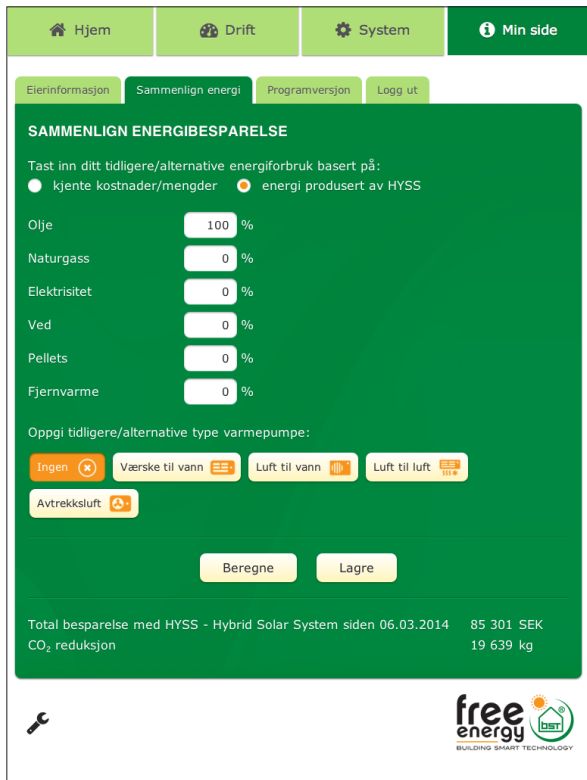 Hjem Drift System Min side
Eierinformasjon Sammenlign energi Programversjon Logg ut
SAMMENLIGN ENERGIBESPARELSE
Tast inn ditt tidligere/alternative energiforbruk basert på:
kjente kostnader/mengder energi produsert av HYSS
Olje 100 %
Naturgass 0 %
Elektrisitet 0 %
Ved 0 %
Pellets 0 %
Fjernvarme 0 %
Oppgi tidligere/alternative type varmepumpe:
Ingen Værske til vann Luft til vann Luft til luft
Avtrekksluft
Beregne Lagre
Total besparelse med HYSS - Hybrid Solar System siden 06.03.2014 85 301 SEK
CO₂ reduksjon 19 639 kg
free energy bst®
BUILDING SMART TECHNOLOGY